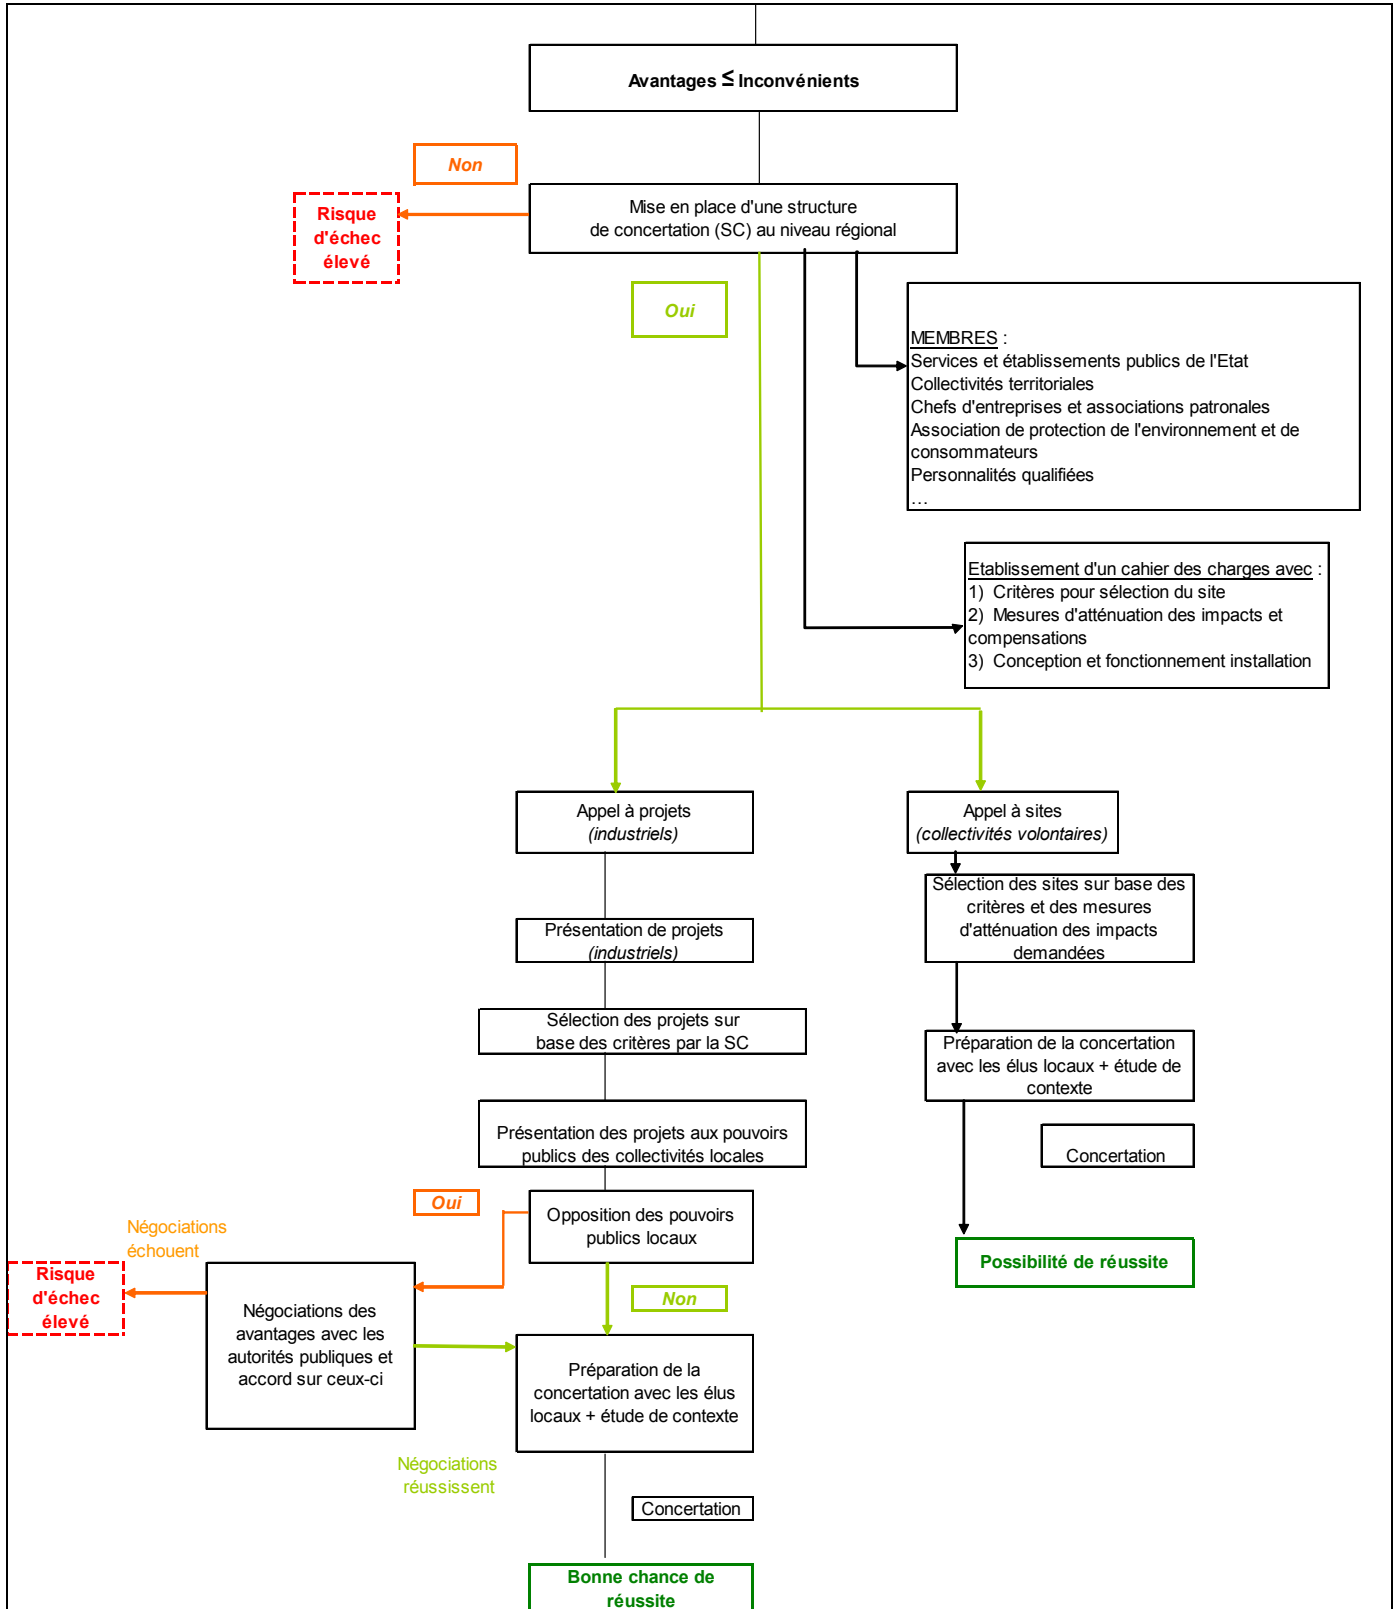 Avantages ≤ Inconvénients
Non
Risque
d'échec
élevé
Mise en place d'une structure
de concertation (SC) au niveau régional
Oui
MEMBRES :
Services et établissements publics de l'Etat
Collectivités territoriales
Chefs d'entreprises et associations patronales
Association de protection de l'environnement et de
consommateurs
Personnalités qualifiées
...
Etablissement d'un cahier des charges avec :
1) Critères pour sélection du site
2) Mesures d'atténuation des impacts et
compensations
3) Conception et fonctionnement installation
Appel à projets
(industriels)
Appel à sites
(collectivités volontaires)
Sélection des sites sur base des
critères et des mesures
d'atténuation des impacts
demandées
Présentation de projets
(industriels)
Sélection des projets sur
base des critères par la SC
Préparation de la concertation
avec les élus locaux + étude de
contexte
Présentation des projets aux pouvoirs
publics des collectivités locales
Concertation
Oui
Opposition des pouvoirs
publics locaux
Négociations
échouent
Possibilité de réussite
Risque
d'échec
élevé
Négociations des
avantages avec les
autorités publiques et
accord sur ceux-ci
Non
Préparation de la
concertation avec les élus
locaux + étude de contexte
Négociations
réussissent
Concertation
Bonne chance de
réussite